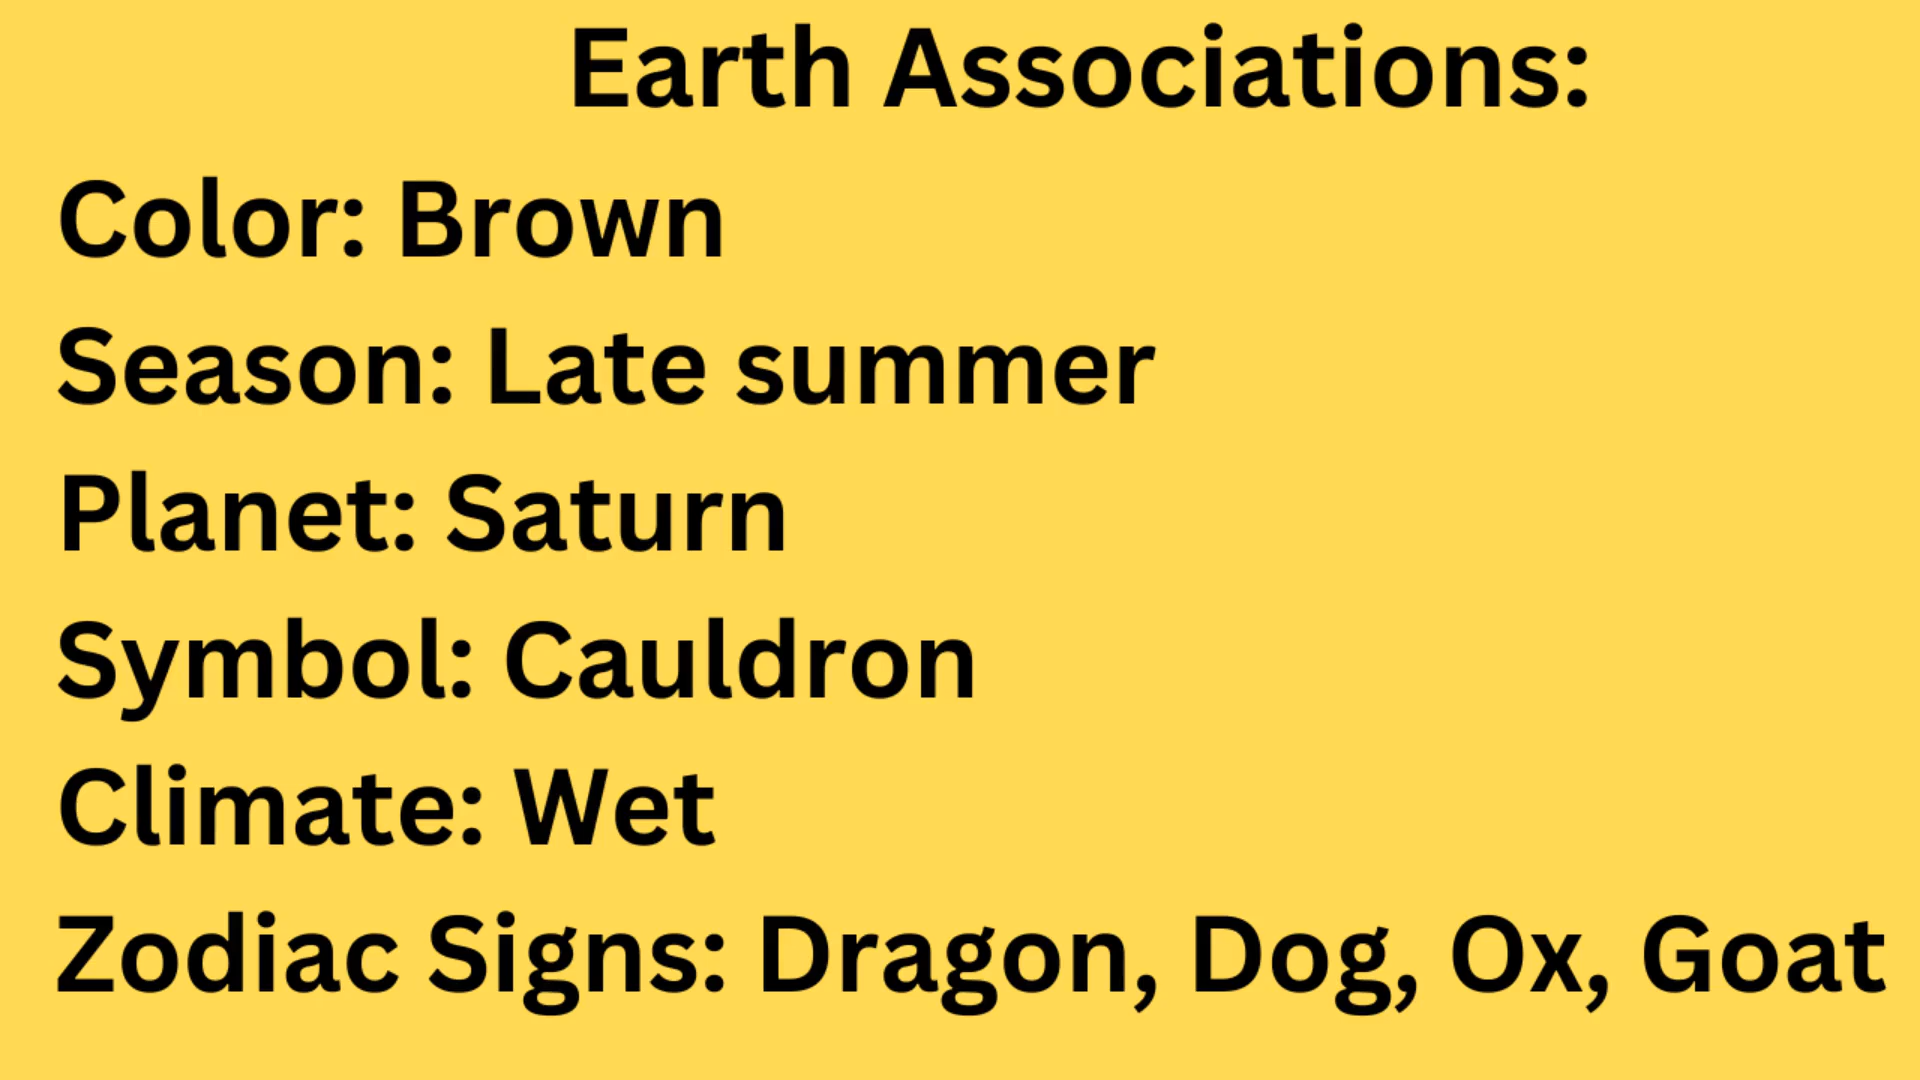 Earth Associations:
Color: Brown
Season: Late summer
Planet: Saturn
Symbol: Cauldron
Climate: Wet
Zodiac Signs: Dragon, Dog, Ox, Goat